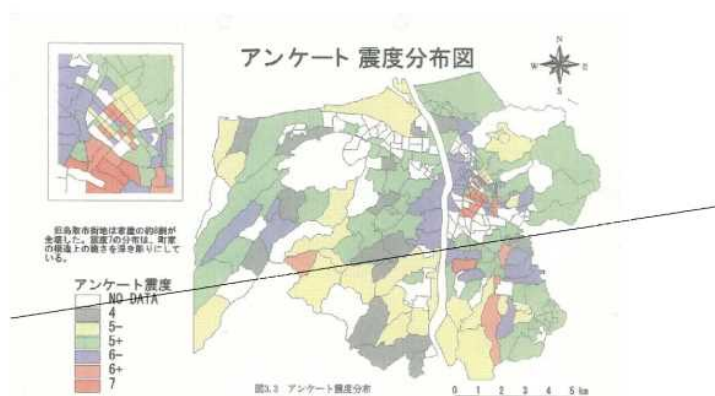 アンケート 震度分布図
N
W
E
S
旧鳥取市街地は家屋の約8割が
全壊した。震度7の分布は、町家
の構造上の脆さを浮き彫りにして
いる。
アンケート震度
NO DATA
4
5-
5+
6-
6+
7
図3.3 アンケート震度分布
0 1 2 3 4 5 km